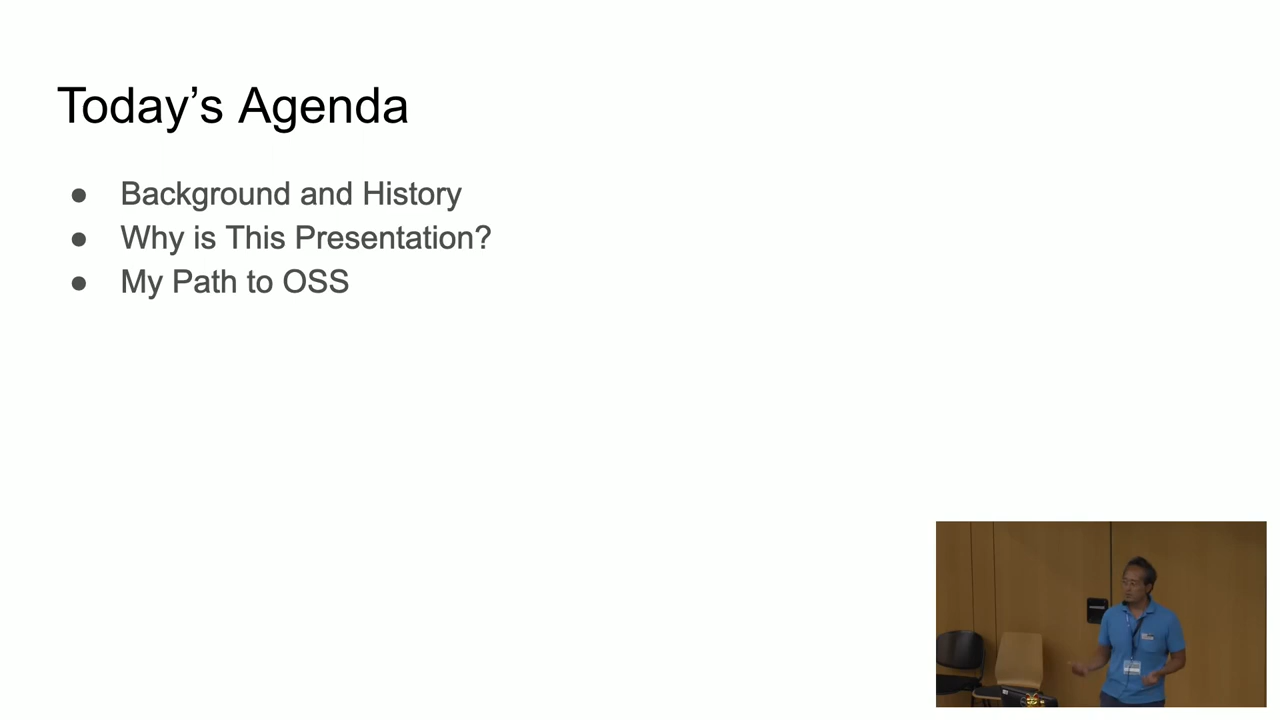 Today’s Agenda
● Background and History
● Why is This Presentation?
● My Path to OSS